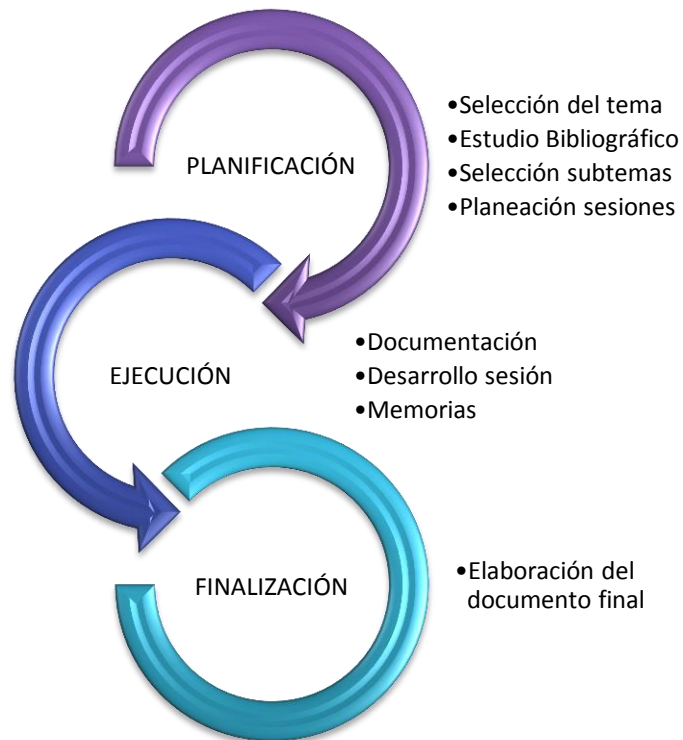 PLANIFICACIÓN
•Selección del tema
•Estudio Bibliográfico
•Selección subtemas
•Planeación sesiones
EJECUCIÓN
•Documentación
•Desarrollo sesión
•Memorias
FINALIZACIÓN
•Elaboración del
documento final